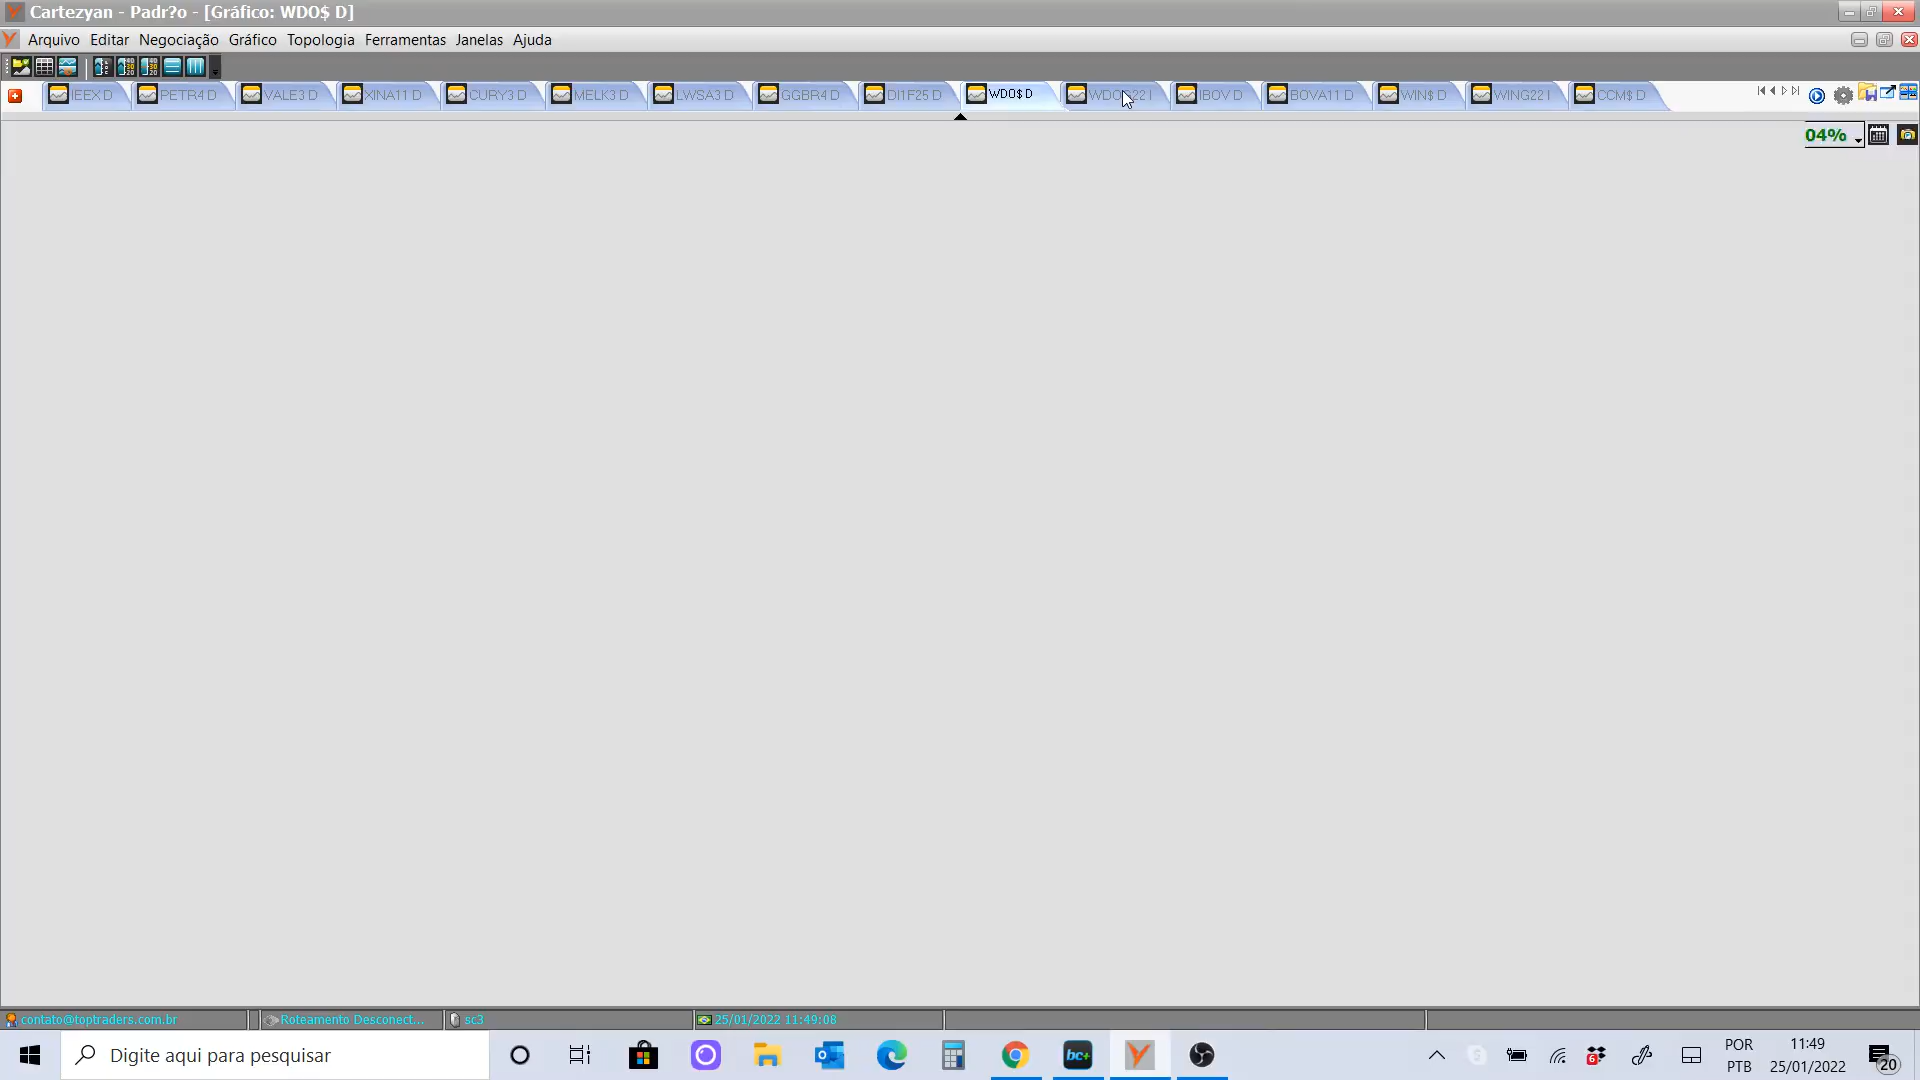 Cartezyan - Padr?o - [Gráfico: WDO$ D]
Arquivo Editar Negociação Gráfico Topologia Ferramentas Janelas Ajuda
IEEX D PETR4 D VALE3 D XINA11 D CURY3 D MELK3 D LWSA3 D GGBR4 D DI1F25 D WDO$ D IBOV D BOVA11 D WIN$ D WING22 I CCM$ D
04%
contato@toptraders.com.br Roteamento Desconect... sc3 25/01/2022 11:49:08
Digite aqui para pesquisar
bc+
6
POR
PTB
11:49
25/01/2022
20